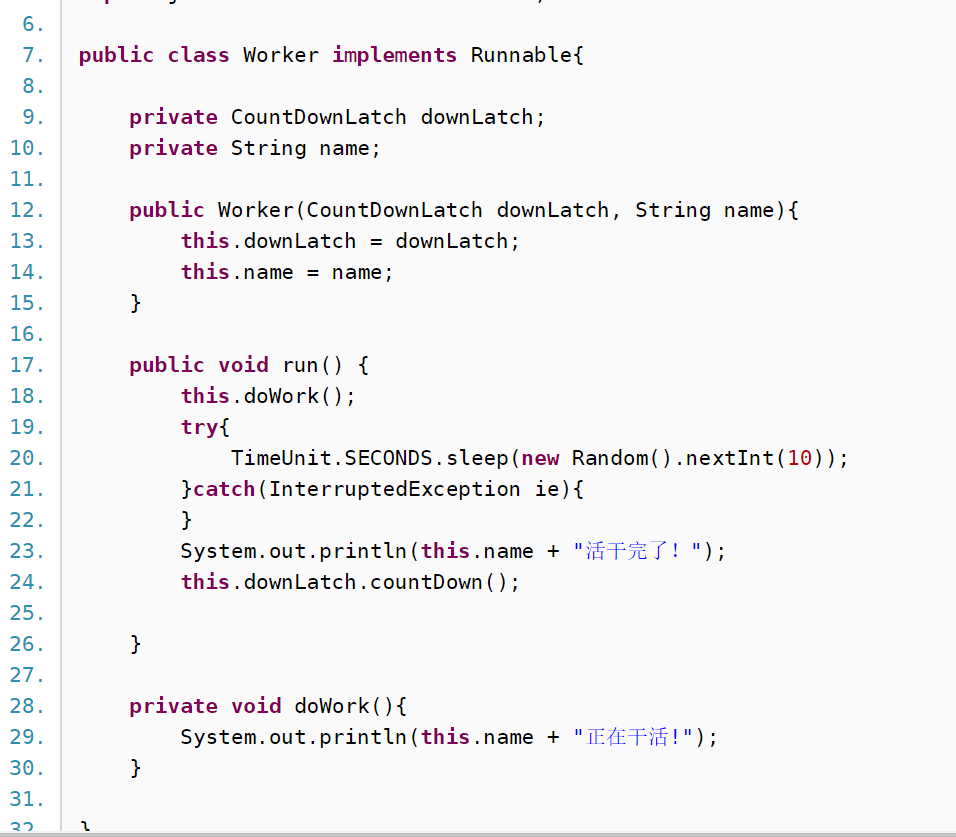 6.
7. public class Worker implements Runnable{
8.
9.     private CountDownLatch downLatch;
10.     private String name;
11.
12.     public Worker(CountDownLatch downLatch, String name){
13.         this.downLatch = downLatch;
14.         this.name = name;
15.     }
16.
17.     public void run() {
18.         this.doWork();
19.         try{
20.             TimeUnit.SECONDS.sleep(new Random().nextInt(10));
21.         }catch(InterruptedException ie){
22.         }
23.         System.out.println(this.name + "活干完了！");
24.         this.downLatch.countDown();
25.
26.     }
27.
28.     private void doWork(){
29.         System.out.println(this.name + "正在干活!");
30.     }
31.
32. }